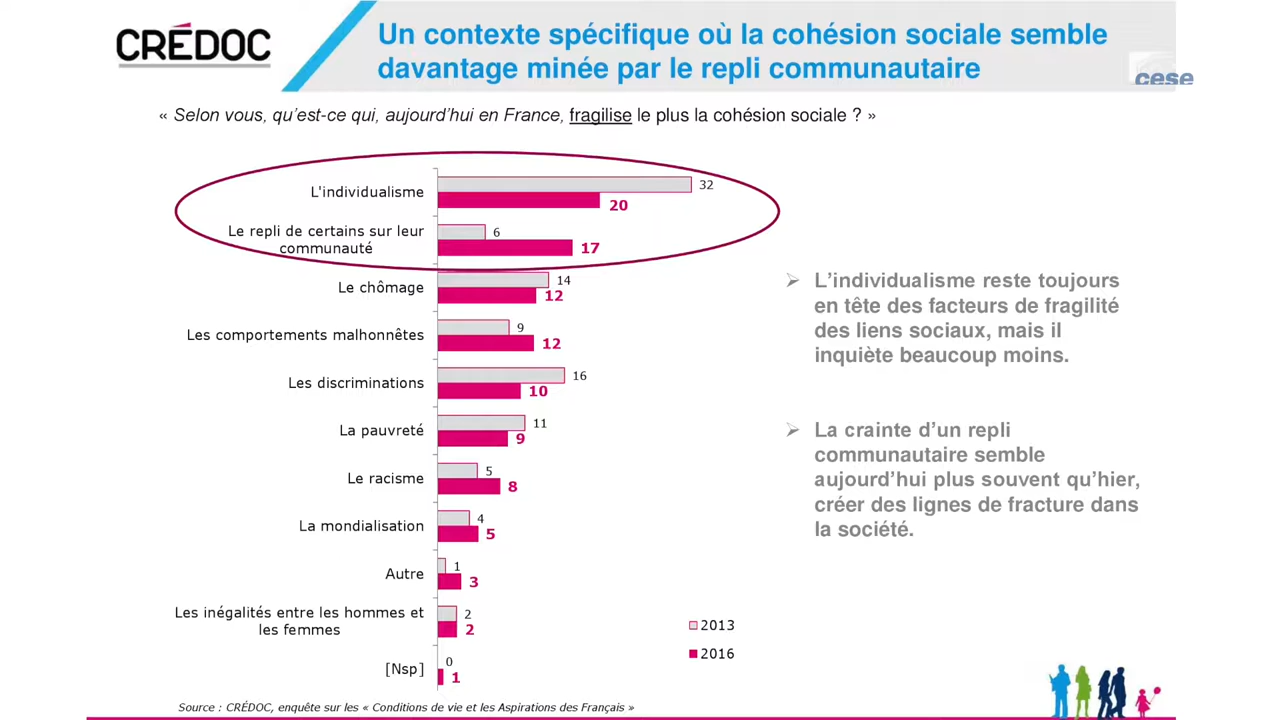 CRÉDOC
Un contexte spécifique où la cohésion sociale semble
davantage minée par le repli communautaire
cese
« Selon vous, qu’est-ce qui, aujourd’hui en France, fragilise le plus la cohésion sociale ? »
L'individualisme
32
20
Le repli de certains sur leur
communauté
6
17
Le chômage
14
12
Les comportements malhonnêtes
9
12
Les discriminations
16
10
La pauvreté
11
9
Le racisme
5
8
La mondialisation
4
5
Autre
1
3
Les inégalités entre les hommes et
les femmes
2
2
[Nsp]
0
1
2013
2016
L’individualisme reste toujours
en tête des facteurs de fragilité
des liens sociaux, mais il
inquiète beaucoup moins.
La crainte d’un repli
communautaire semble
aujourd’hui plus souvent qu’hier,
créer des lignes de fracture dans
la société.
Source : CRÉDOC, enquête sur les « Conditions de vie et les Aspirations des Français »